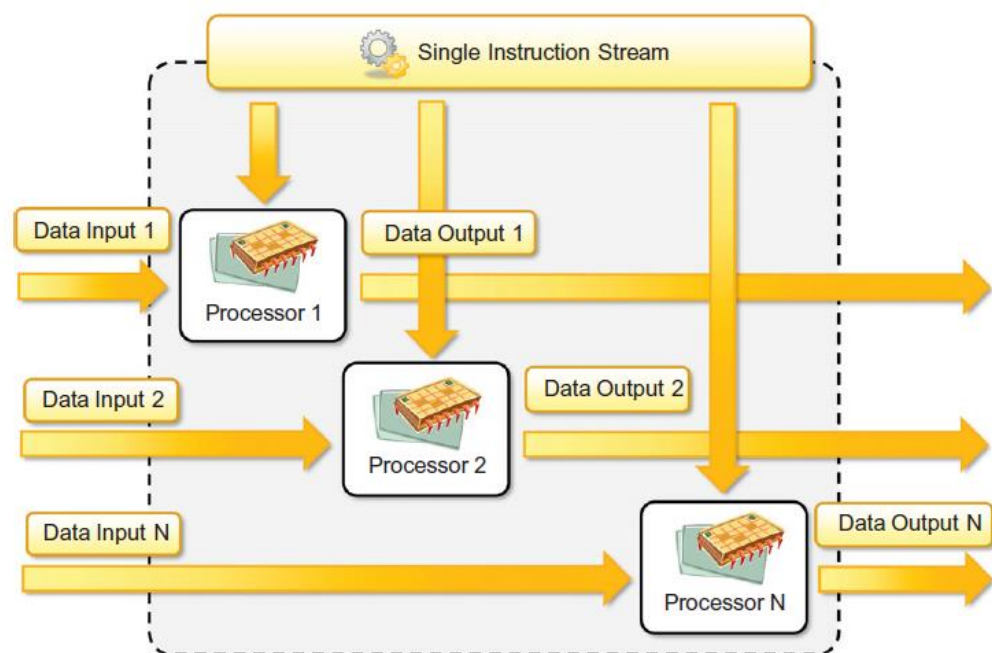 Single Instruction Stream
Data Input 1
Data Output 1
Processor 1
Data Input 2
Data Output 2
Processor 2
Data Input N
Data Output N
Processor N